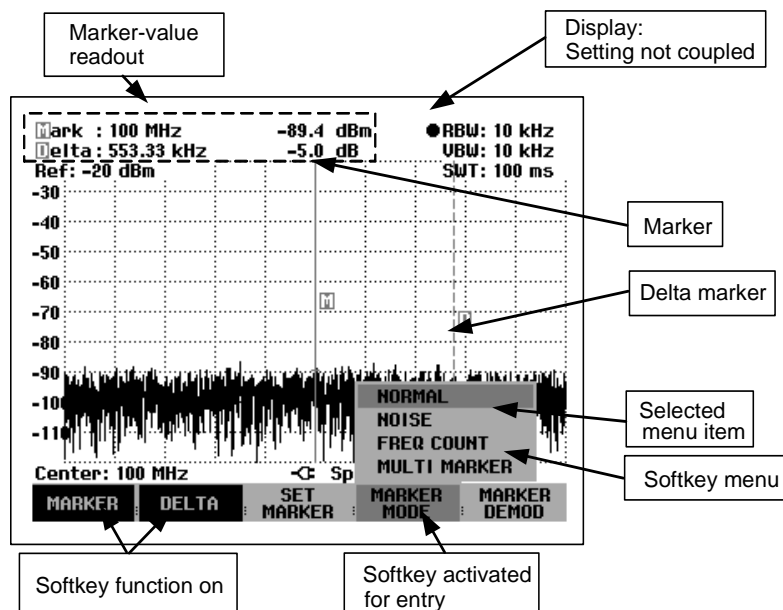 Marker-value
readout
Display:
Setting not coupled
Mark : 100 MHz -89.4 dBm
Delta : 553.33 kHz -5.0 dB
Ref: -20 dBm
RBW: 10 kHz
VBW: 10 kHz
SWT: 100 ms
-30
-40
-50
-60
-70
-80
-90
-100
-110
M
Marker
Delta marker
NORMAL
NOISE
FREQ COUNT
MULTI MARKER
Selected
menu item
Softkey menu
Center: 100 MHz
Sp
MARKER
DELTA
SET
MARKER
MARKER
MODE
MARKER
DEMOD
Softkey function on
Softkey activated
for entry